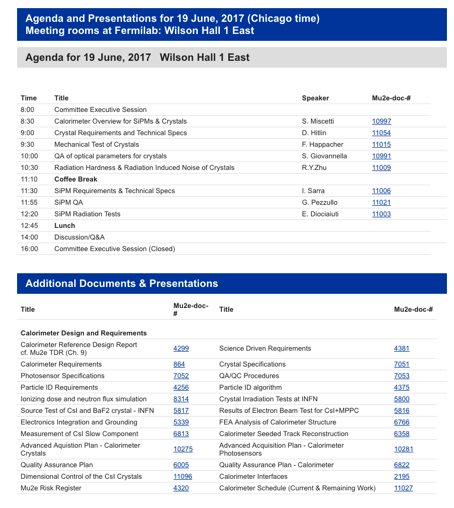 Agenda and Presentations for 19 June, 2017 (Chicago time)
Meeting rooms at Fermilab: Wilson Hall 1 East
Agenda for 19 June, 2017 Wilson Hall 1 East
Time Title Speaker Mu2e-doc-#
8:00 Committee Executive Session
8:30 Calorimeter Overview for SiPMs & Crystals S. Miscetti 10997
9:00 Crystal Requirements and Technical Specs D. Hitlin 11054
9:30 Mechanical Test of Crystals F. Happacher 11015
10:00 QA of optical parameters for crystals S. Giovannella 10991
10:30 Radiation Hardness & Radiation Induced Noise of Crystals R.Y.Zhu 11009
11:10 Coffee Break
11:30 SiPM Requirements & Technical Specs I. Sarra 11006
11:55 SiPM QA G. Pezzullo 11021
12:20 SiPM Radiation Tests E. Diociaiuti 11003
12:45 Lunch
14:00 Discussion/Q&A
16:00 Committee Executive Session (Closed)
Additional Documents & Presentations
Title Mu2e-doc-# Title Mu2e-doc-#
Calorimeter Design and Requirements
Calorimeter Reference Design Report
cf. Mu2e TDR (Ch. 9) 4299 Science Driven Requirements 4381
Calorimeter Requirements 864 Crystal Specifications 7051
Photosensor Specifications 7052 QA/QC Procedures 7053
Particle ID Requirements 4256 Particle ID algorithm 4375
Ionizing dose and neutron flux simulation 8314 Crystal Irradiation Tests at INFN 5800
Source Test of CsI and BaF2 crystal - INFN 5817 Results of Electron Beam Test for CsI+MPPC 5816
Electronics Integration and Grounding 5339 FEA Analysis of Calorimeter Structure 6766
Measurement of CsI Slow Component 6813 Calorimeter Seeded Track Reconstruction 6358
Advanced Aquistion Plan - Calorimeter
Crystals 10275 Advanced Acquisition Plan - Calorimeter
Photosensors 10281
Quality Assurance Plan 6005 Quality Assurance Plan - Calorimeter 6822
Dimensional Control of the CsI Crystals 11096 Calorimeter Interfaces 2195
Mu2e Risk Register 4320 Calorimeter Schedule (Current & Remaining Work) 11027